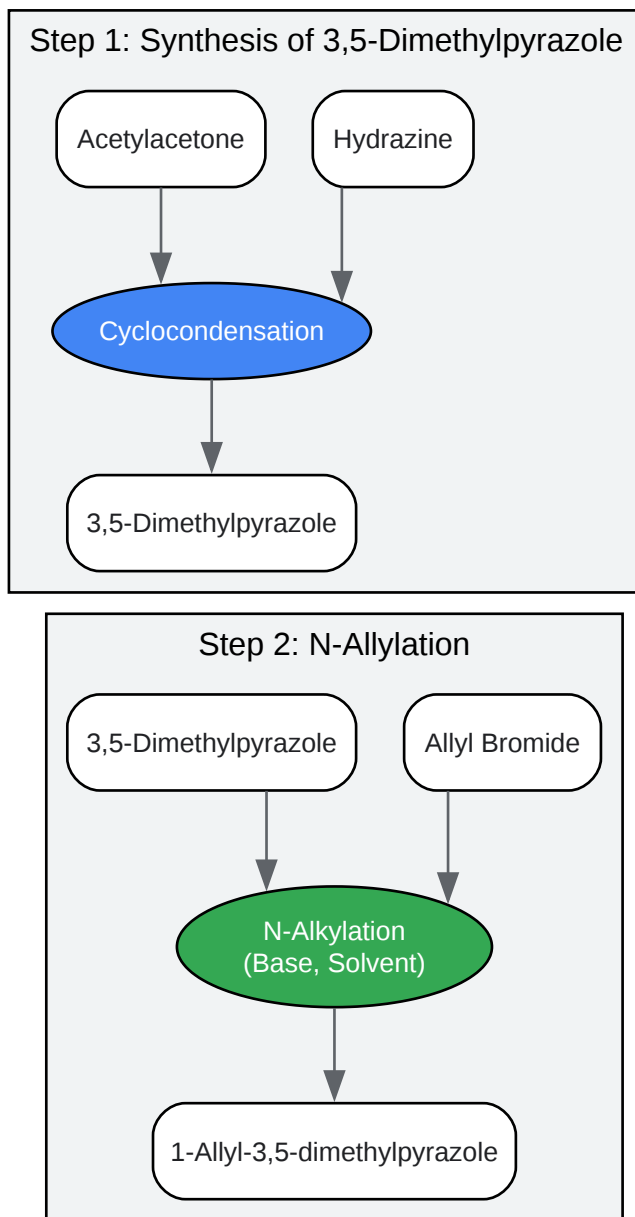 Step 1: Synthesis of 3,5-Dimethylpyrazole
Acetylacetone
Hydrazine
Cyclocondensation
3,5-Dimethylpyrazole
Step 2: N-Allylation
3,5-Dimethylpyrazole
Allyl Bromide
N-Alkylation
(Base, Solvent)
1-Allyl-3,5-dimethylpyrazole